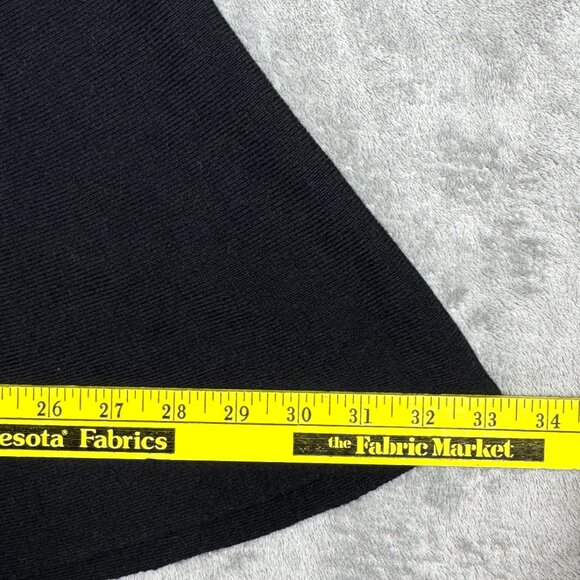 26 27 28 29 30 31 32 33 34
esota® Fabrics the Fabric Market